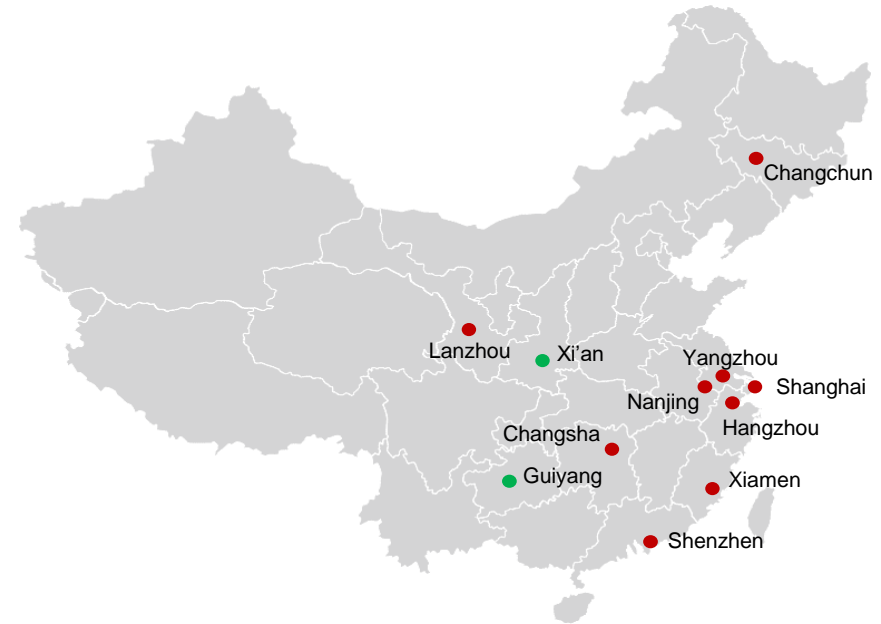 Changchun
Lanzhou
Xi’an
Yangzhou
Shanghai
Nanjing
Hangzhou
Changsha
Guiyang
Xiamen
Shenzhen